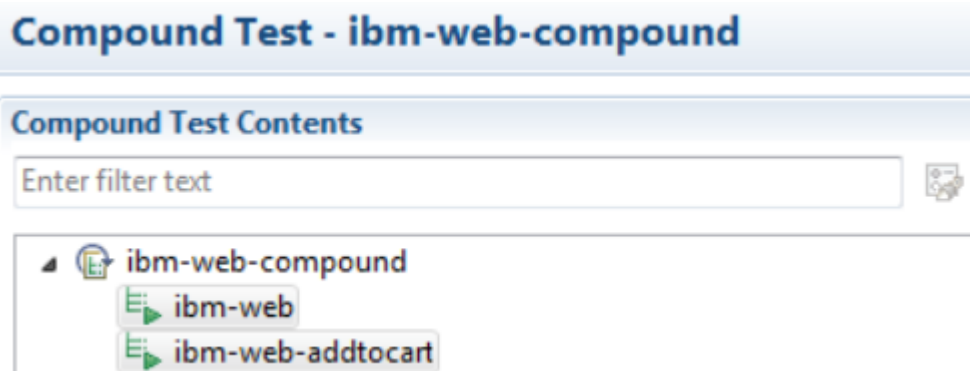 Compound Test - ibm-web-compound
Compound Test Contents
Enter filter text
ibm-web-compound
ibm-web
ibm-web-addtocart